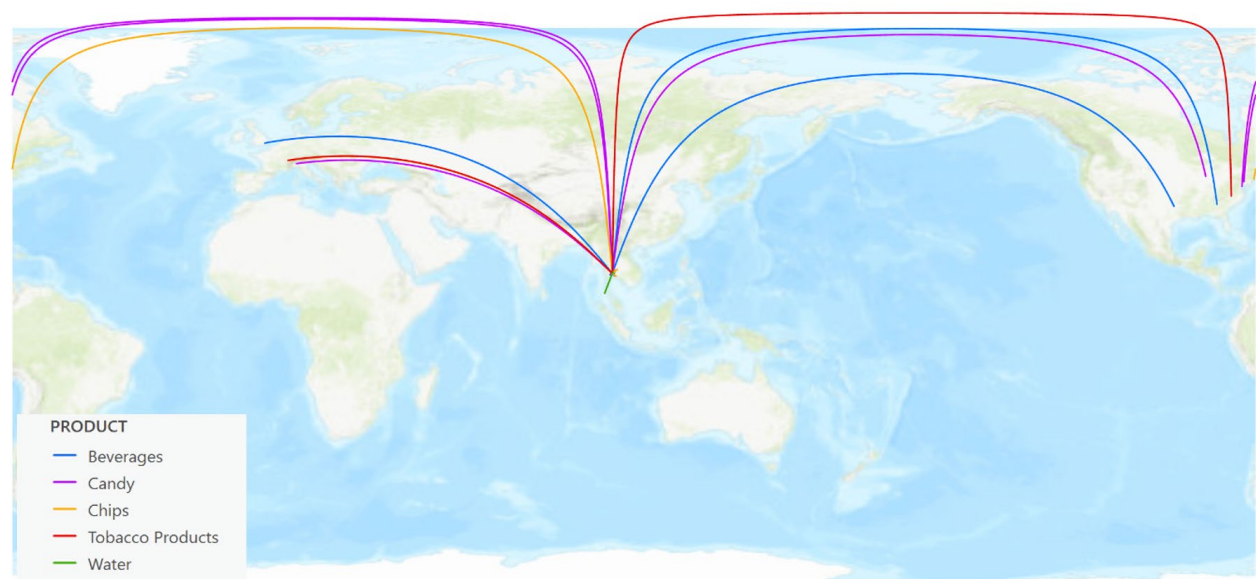 PRODUCT
Beverages
Candy
Chips
Tobacco Products
Water